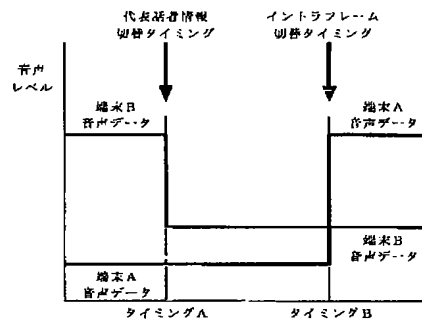 代表話者情報
切替タイミング
イントラフレーム
切替タイミング
音声
レベル
端末B
音声データ
端末A
音声データ
端末B
音声データ
端末A
音声データ
タイミングA
タイミングB